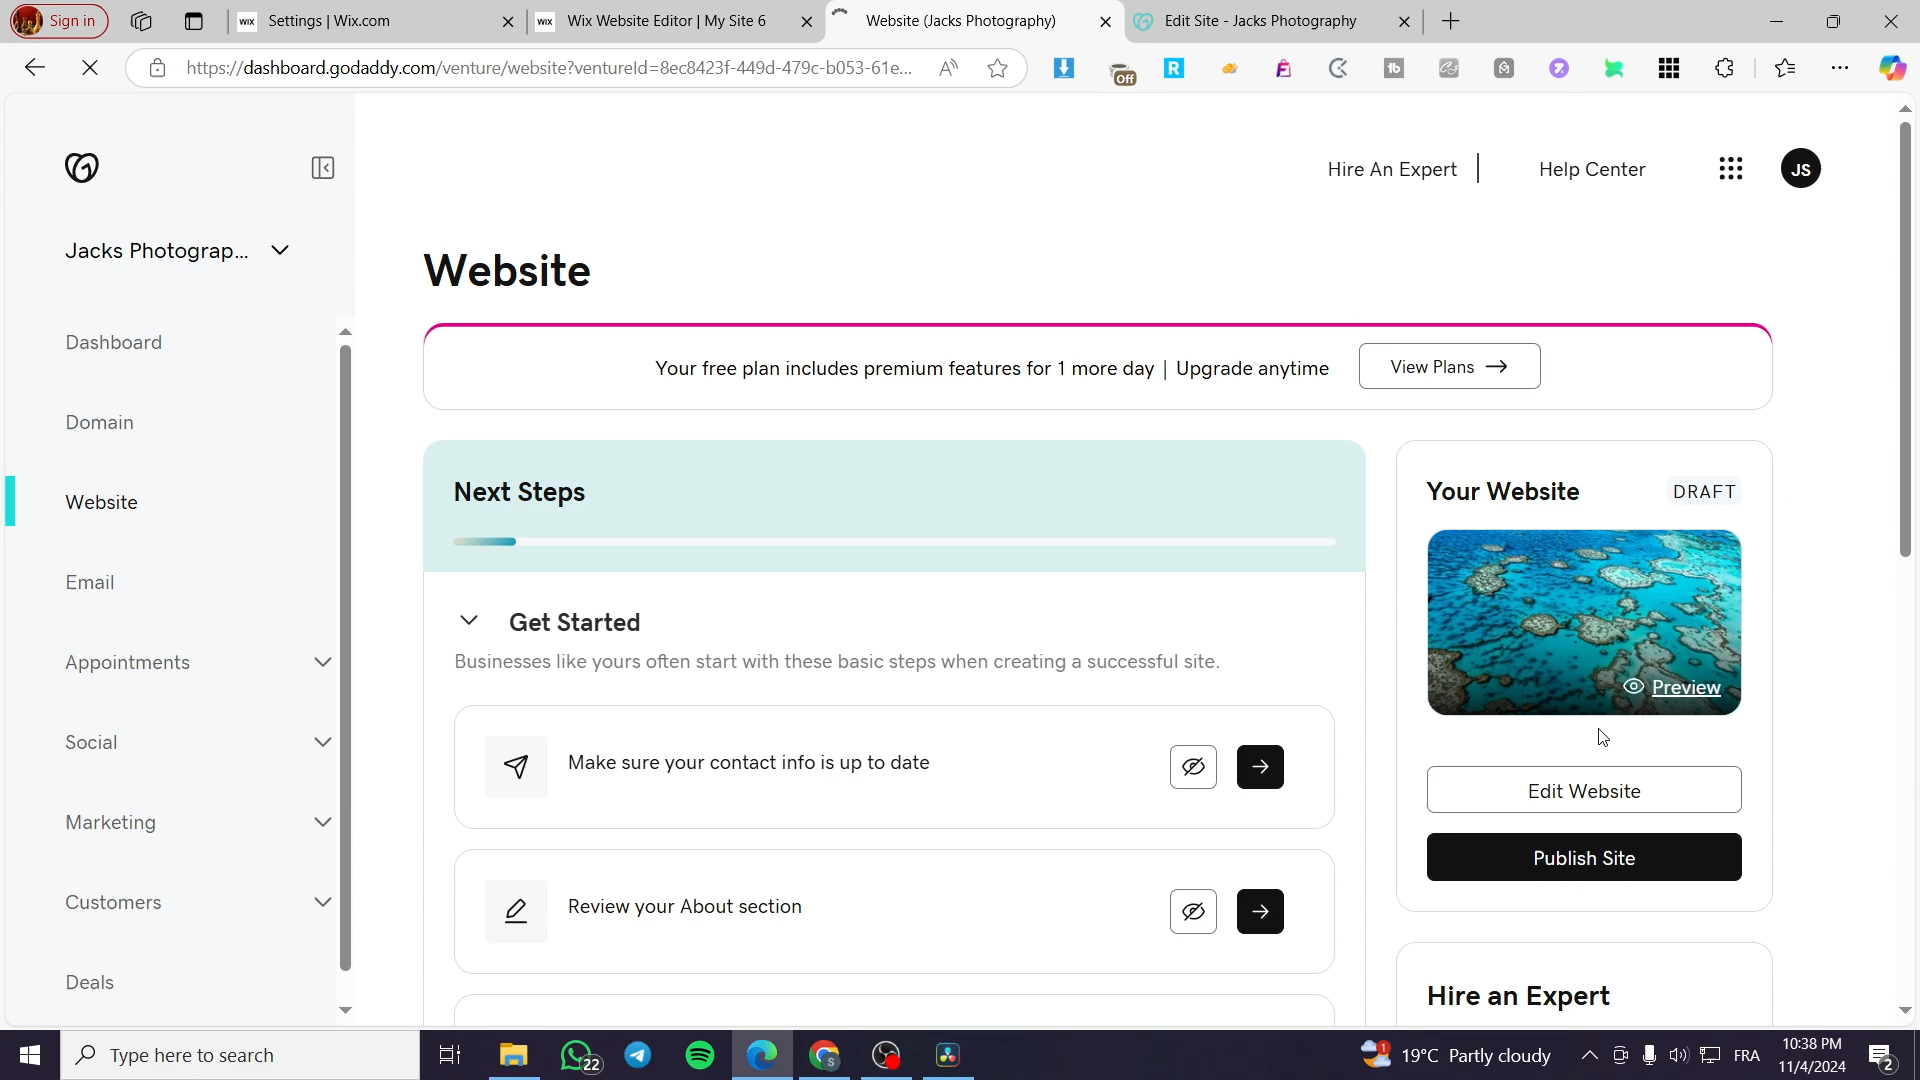 Sign in
WIX Settings | Wix.com
WIX Wix Website Editor | My Site 6
Website (Jacks Photography)
Edit Site - Jacks Photography
https://dashboard.godaddy.com/venture/website?ventureId=8ec8423f-449d-479c-b053-61e...
Off
Hire An Expert
Help Center
JS
Jacks Photograp...
Dashboard
Domain
Website
Email
Appointments
Social
Marketing
Customers
Deals
Website
Your free plan includes premium features for 1 more day | Upgrade anytime
View Plans
Next Steps
Get Started
Businesses like yours often start with these basic steps when creating a successful site.
Make sure your contact info is up to date
Review your About section
Your Website
DRAFT
Preview
Edit Website
Publish Site
Hire an Expert
Type here to search
22
1
19°C Partly cloudy
FRA
10:38 PM
11/4/2024
2